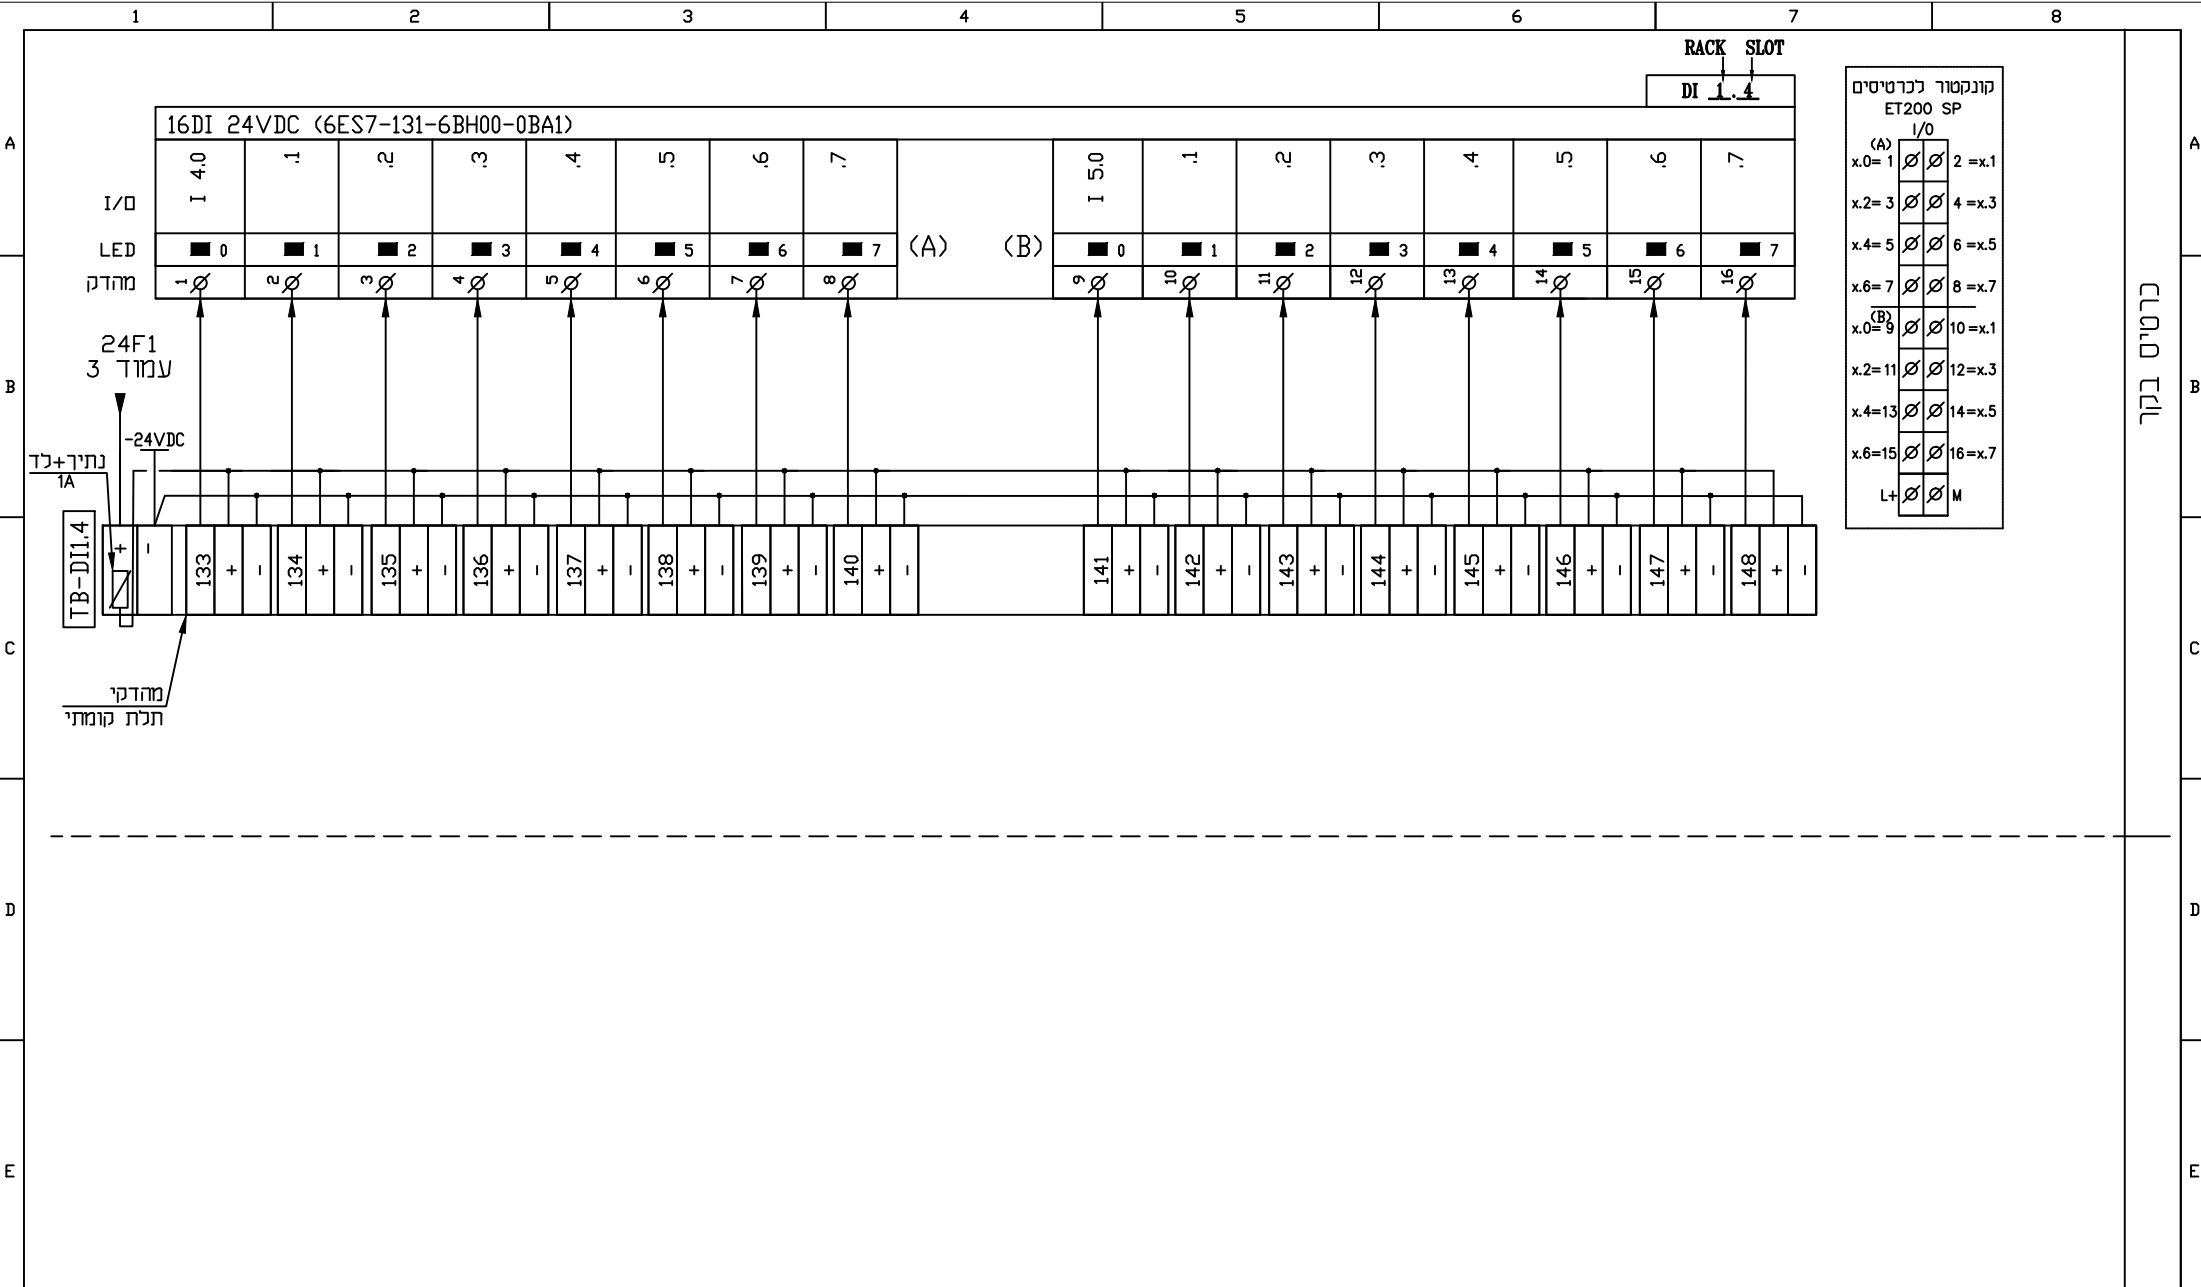 1 2 3 4 5 6 7 8
RACK SLOT
DI 1.4
16DI 24VDC (6ES7-131-6BH00-0BA1)
I/O
I 4.0 .1 .2 .3 .4 .5 .6 .7
I 5.0 .1 .2 .3 .4 .5 .6 .7
LED
0 1 2 3 4 5 6 7
(A) (B)
0 1 2 3 4 5 6 7
מהדק
1 2 3 4 5 6 7 8
9 10 11 12 13 14 15 16
24F1
עמוד 3
-24VDC
נתיך+לד
1A
TB-DI1.4
+ -
133 + - 134 + - 135 + - 136 + - 137 + - 138 + - 139 + - 140 + -
141 + - 142 + - 143 + - 144 + - 145 + - 146 + - 147 + - 148 + -
מהדקי
תלת קומתי
קונקטור לכרטיסים
ET200 SP
I/O
(A)
x.0= 1 2 =x.1
x.2= 3 4 =x.3
x.4= 5 6 =x.5
x.6= 7 8 =x.7
(B)
x.0= 9 10 =x.1
x.2= 11 12=x.3
x.4=13 14=x.5
x.6=15 16=x.7
L+ M
כרטיס בקר
A A
B B
C C
D D
E E